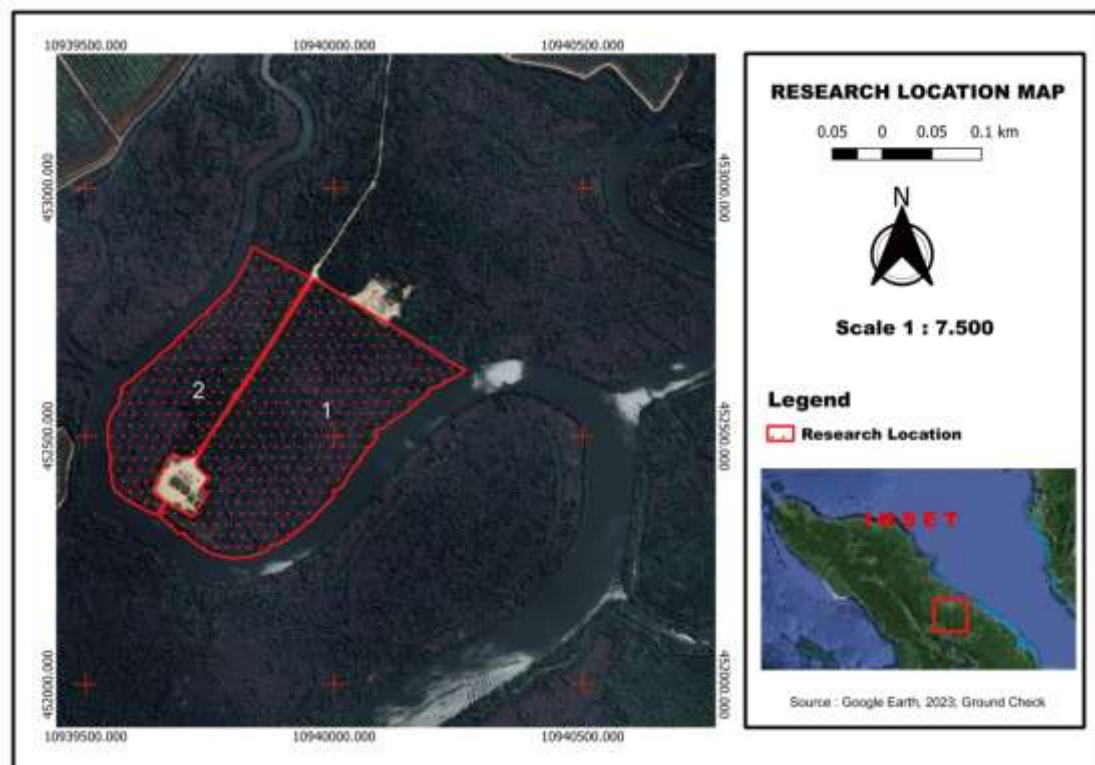 10939500.000 10940000.000 10940500.000
453000.000 453000.000
2
1
452500.000 452500.000
452000.000 452000.000
10939500.000 10940000.000 10940500.000
RESEARCH LOCATION MAP
0.05 0 0.05 0.1 km
N
Scale 1 : 7.500
Legend
Research Location
INSET
Source : Google Earth, 2023; Ground Check